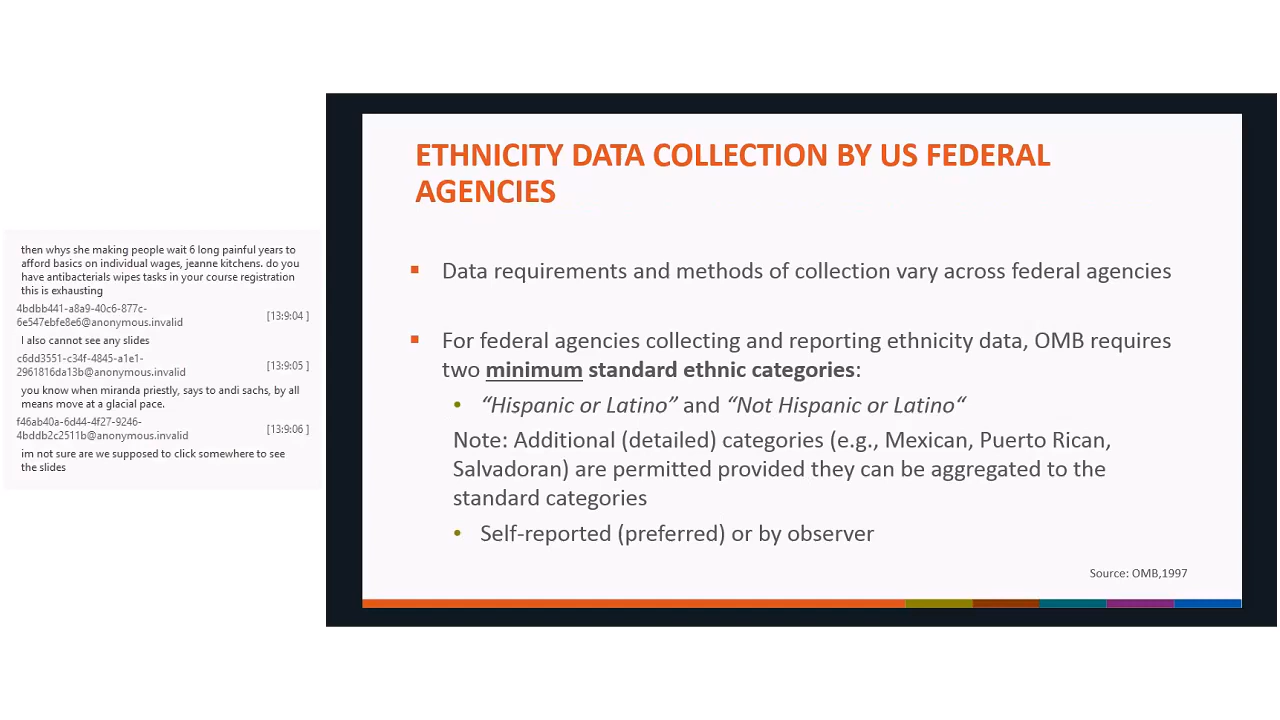 then whys she making people wait 6 long painful years to
afford basics on individual wages, jeanne kitchens. do you
have antibacterials wipes tasks in your course registration
this is exhausting
4bdbb441-a8a9-40c6-877c-
6e547ebfe8e6@anonymous.invalid [13:9:04 ]
I also cannot see any slides
c6dd3551-c34f-4845-a1e1-
2961816da13b@anonymous.invalid [13:9:05 ]
you know when miranda priestly, says to andi sachs, by all
means move at a glacial pace.
f46ab40a-6d44-4f27-9246-
4bddb2c2511b@anonymous.invalid [13:9:06 ]
im not sure are we supposed to click somewhere to see
the slides
ETHNICITY DATA COLLECTION BY US FEDERAL
AGENCIES
Data requirements and methods of collection vary across federal agencies
For federal agencies collecting and reporting ethnicity data, OMB requires
two minimum standard ethnic categories:
“Hispanic or Latino” and “Not Hispanic or Latino“
Note: Additional (detailed) categories (e.g., Mexican, Puerto Rican,
Salvadoran) are permitted provided they can be aggregated to the
standard categories
Self-reported (preferred) or by observer
Source: OMB,1997